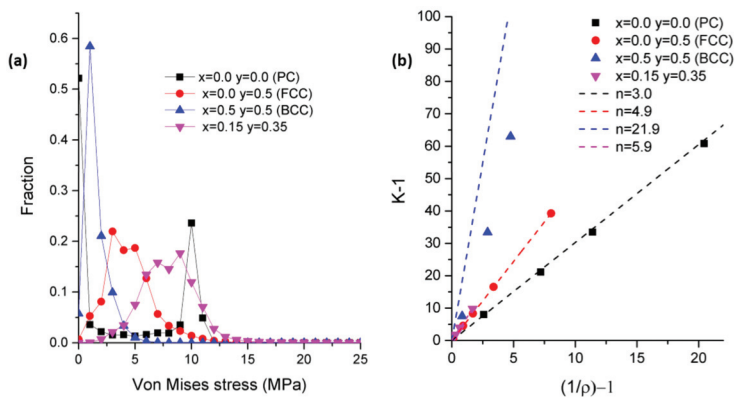 (a)
x=0.0 y=0.0 (PC)
x=0.0 y=0.5 (FCC)
x=0.5 y=0.5 (BCC)
x=0.15 y=0.35
Fraction
0.6
0.5
0.4
0.3
0.2
0.1
0.0
0 5 10 15 20 25
Von Mises stress (MPa)
(b)
x=0.0 y=0.0 (PC)
x=0.0 y=0.5 (FCC)
x=0.5 y=0.5 (BCC)
x=0.15 y=0.35
n=3.0
n=4.9
n=21.9
n=5.9
K-1
100
90
80
70
60
50
40
30
20
10
0
0 5 10 15 20
(1/ρ)−1